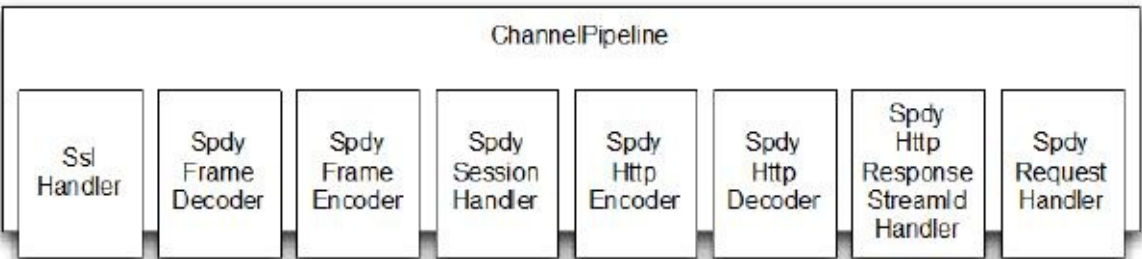 ChannelPipeline
Ssl
Handler
Spdy
Frame
Decoder
Spdy
Frame
Encoder
Spdy
Session
Handler
Spdy
Http
Encoder
Spdy
Http
Decoder
Spdy
Http
Response
StreamId
Handler
Spdy
Request
Handler